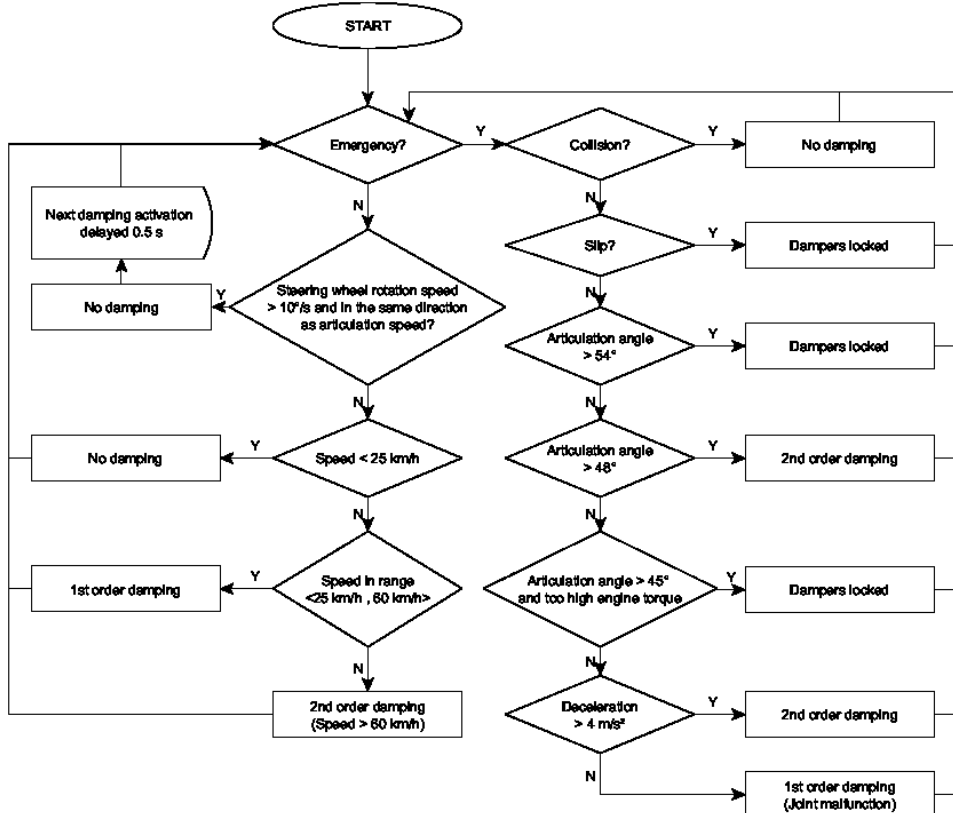 START
Emergency?
Y
Collision?
Y
No damping
N
N
Next damping activation
delayed 0.5 s
Slip?
Y
Dampers locked
N
Steering wheel rotation speed
> 10°/s and in the same direction
as articulation speed?
Y
No damping
Articulation angle
> 54°
Y
Dampers locked
N
N
No damping
Y
Speed < 25 km/h
Articulation angle
> 48°
Y
2nd order damping
N
N
1st order damping
Y
Speed in range
<25 km/h , 60 km/h>
Articulation angle > 45°
and too high engine torque
Y
Dampers locked
N
N
2nd order damping
(Speed > 60 km/h)
Deceleration
> 4 m/s²
Y
2nd order damping
N
1st order damping
(Joint malfunction)